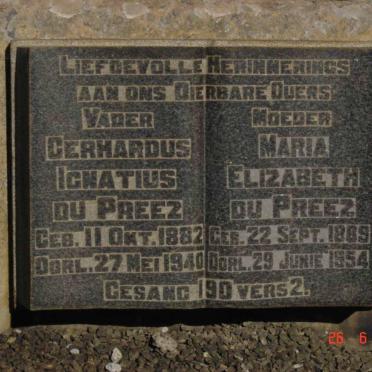 LIEFDEVOLLE HERINNERINGS
AAN ONS DIERBARE OUERS
VADER MOEDER
GERHARDUS MARIA
IGNATIUS ELIZABETH
DU PREEZ DU PREEZ
GEB. 11 OKT. 1882 GEB. 22 SEPT. 1889
OORL. 27 MEI 1940 OORL. 29 JUNIE 1954
GESANG 190 VERS 2.
26 6